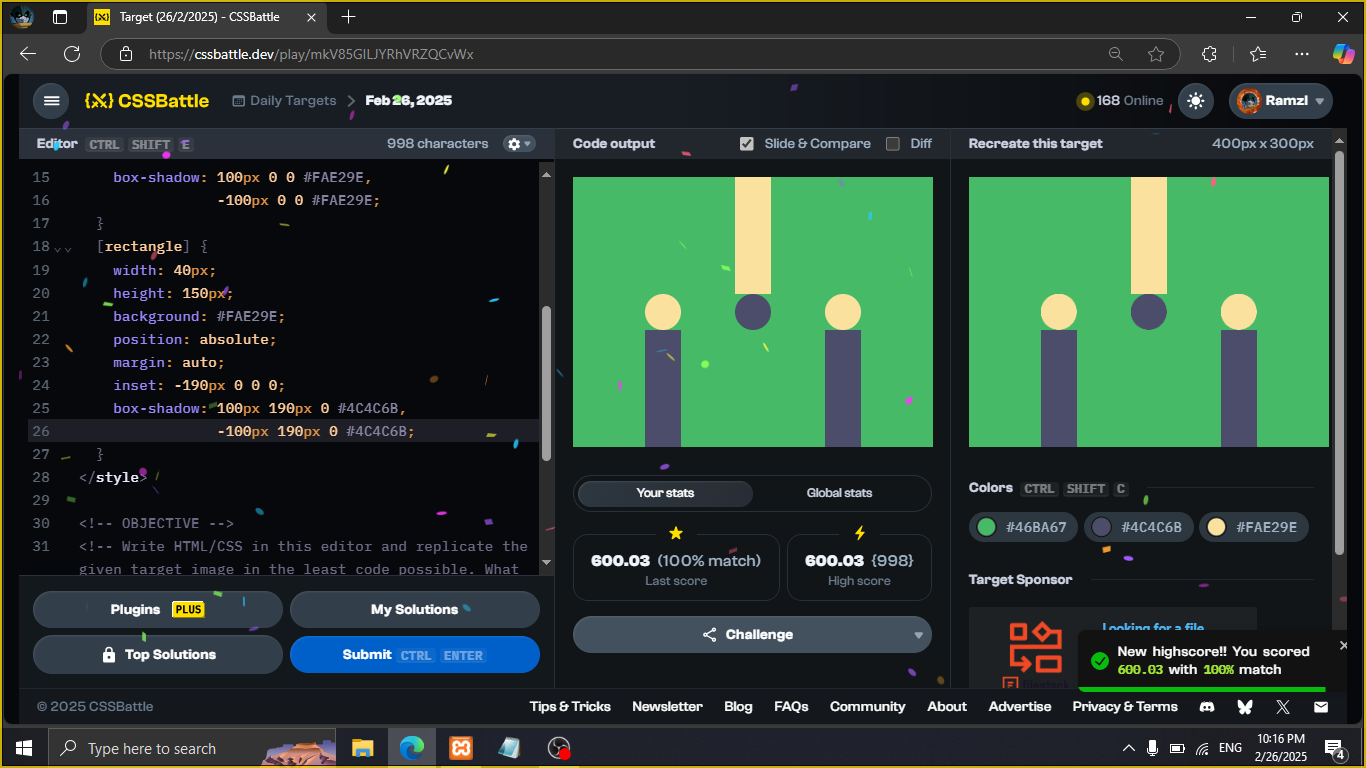 Target (26/2/2025) - CSSBattle
https://cssbattle.dev/play/mkV85GlLJYRhVRZQCvWx
{X} CSSBattle
Daily Targets
Feb 26, 2025
168 Online
Ramzl
Editor CTRL SHIFT E
998 characters
15 box-shadow: 100px 0 0 #FAE29E,
16 -100px 0 0 #FAE29E;
17 }
18 [rectangle] {
19 width: 40px;
20 height: 150px;
21 background: #FAE29E;
22 position: absolute;
23 margin: auto;
24 inset: -190px 0 0 0;
25 box-shadow: 100px 190px 0 #4C4C6B,
26 -100px 190px 0 #4C4C6B;
27 }
28 </style>
29
30 <!-- OBJECTIVE -->
31 <!-- Write HTML/CSS in this editor and replicate the
given target image in the least code possible. What
Plugins PLUS
My Solutions
Top Solutions
Submit CTRL ENTER
Code output
Slide & Compare
Diff
Your stats
Global stats
600.03 (100% match)
Last score
600.03 {998}
High score
Challenge
Recreate this target
400px x 300px
Colors CTRL SHIFT C
#46BA67
#4C4C6B
#FAE29E
Target Sponsor
Looking for a file
New highscore!! You scored
600.03 with 100% match
© 2025 CSSBattle
Tips & Tricks
Newsletter
Blog
FAQs
Community
About
Advertise
Privacy & Terms
Type here to search
ENG
10:16 PM
2/26/2025
4